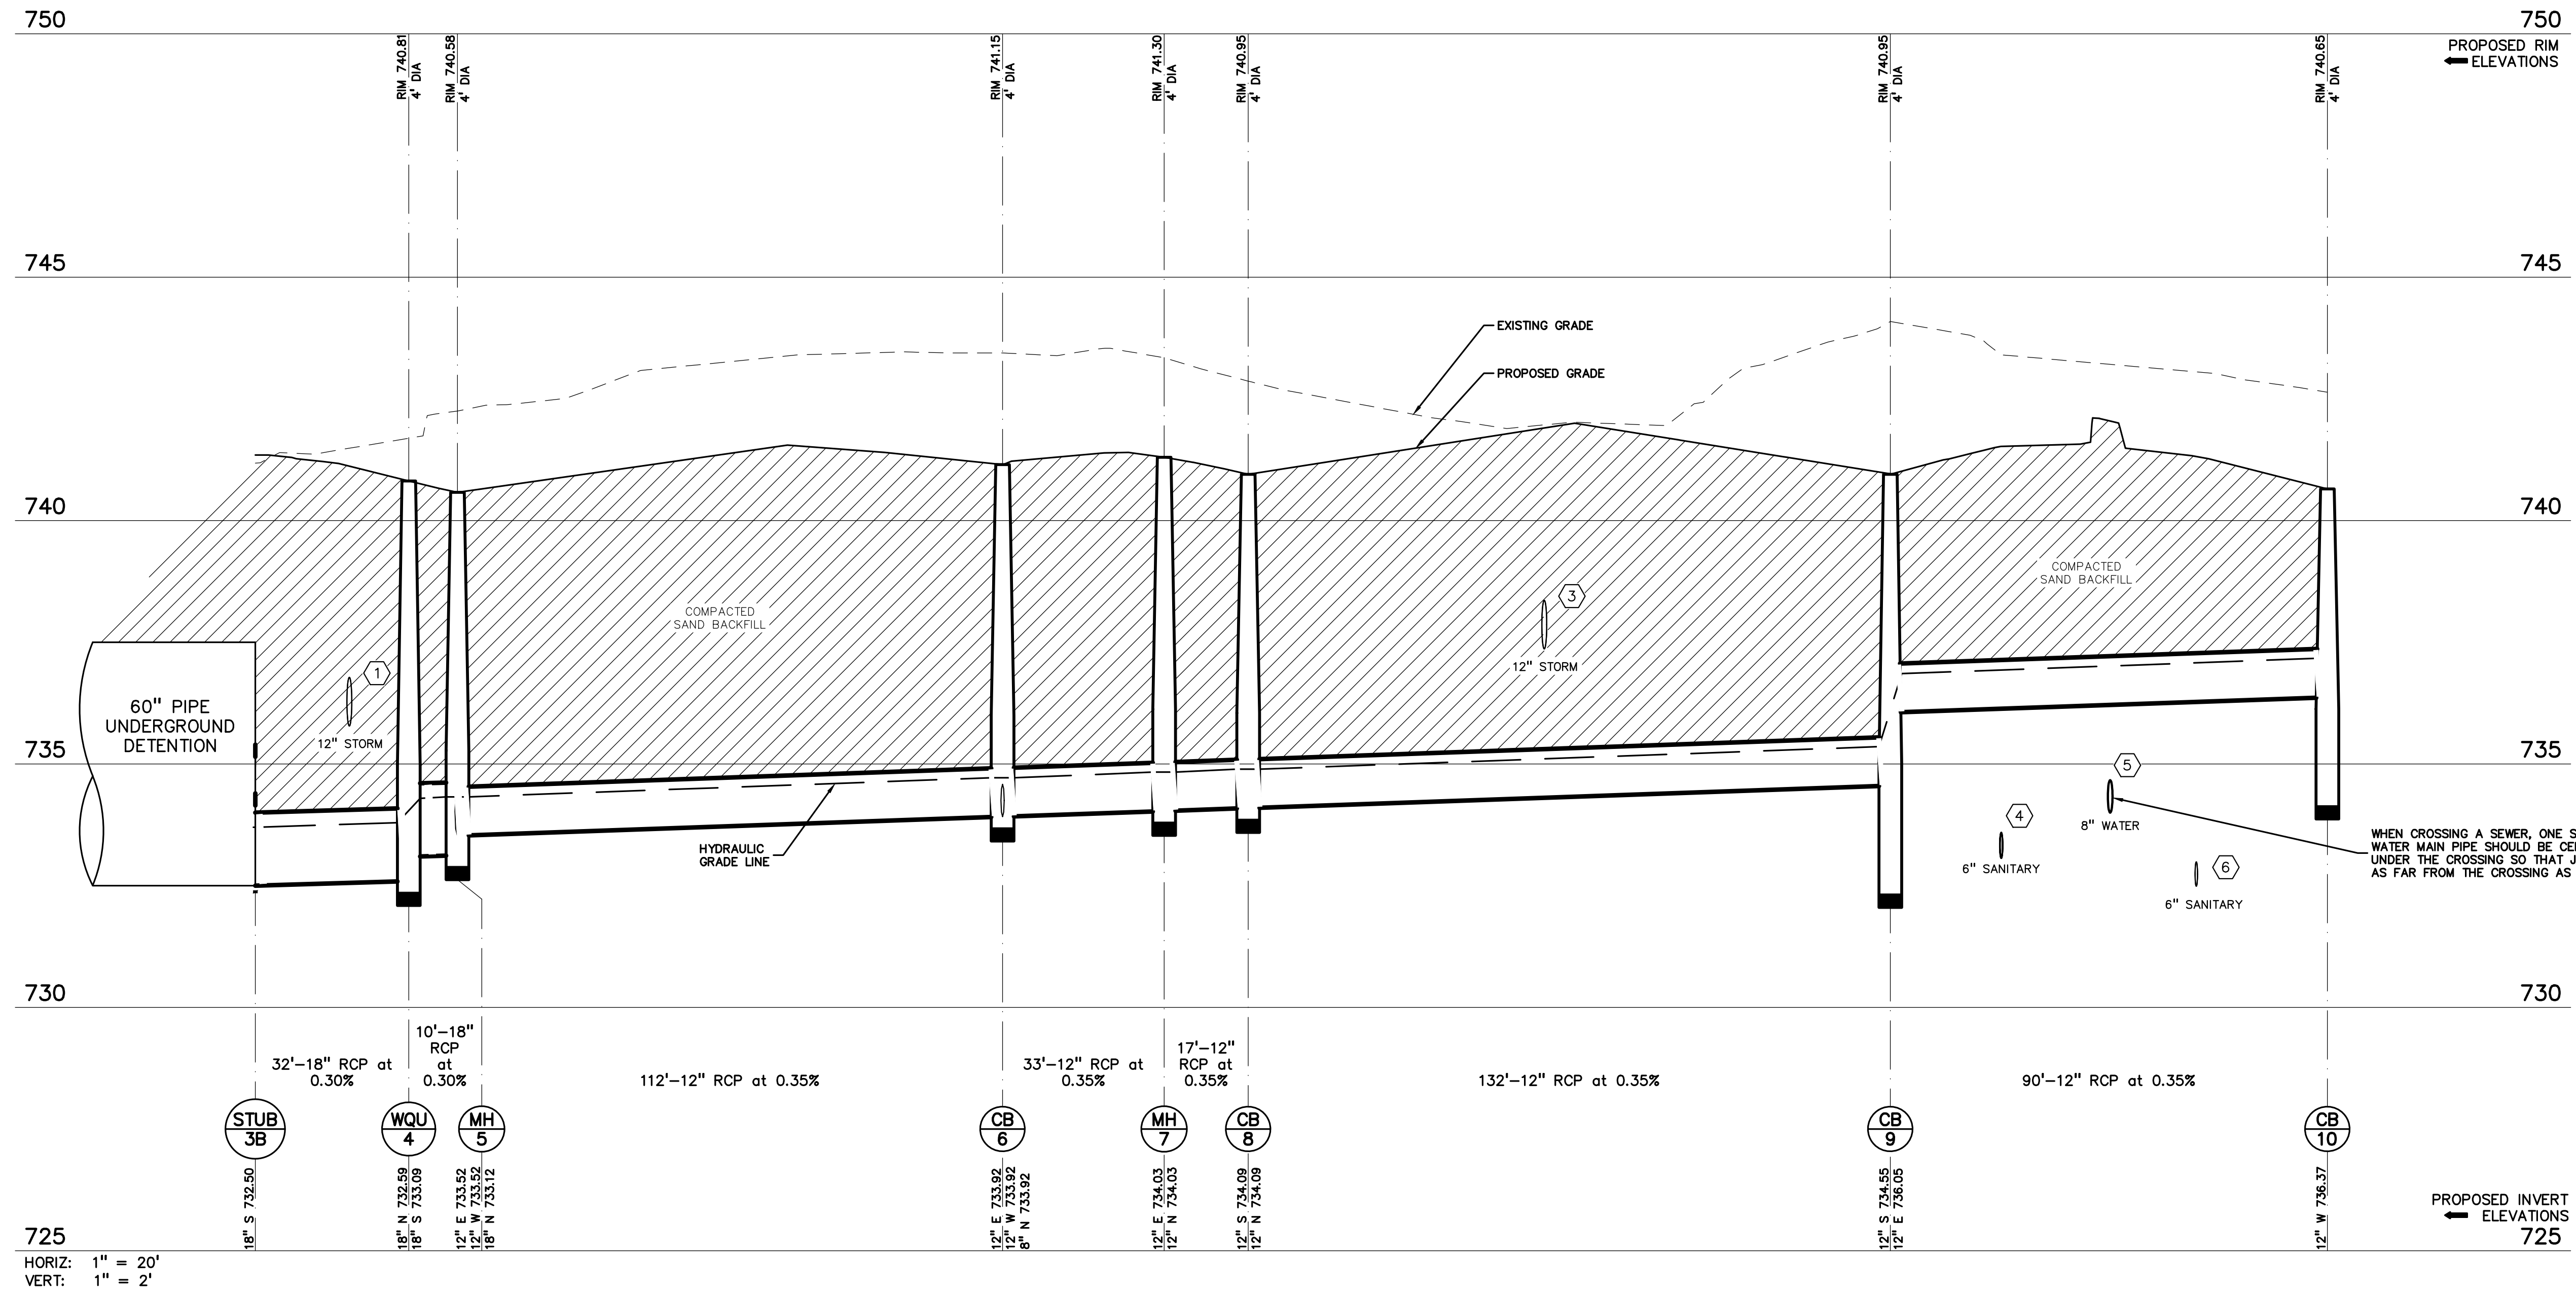 750
750
PROPOSED RIM
ELEVATIONS
RIM 740.81
4' DIA
RIM 740.58
4' DIA
RIM 741.15
4' DIA
RIM 741.30
4' DIA
RIM 740.95
4' DIA
RIM 740.95
4' DIA
RIM 740.65
4' DIA
745
745
EXISTING GRADE
PROPOSED GRADE
740
740
COMPACTED
SAND BACKFILL
COMPACTED
SAND BACKFILL
3
12" STORM
1
12" STORM
60" PIPE
UNDERGROUND
DETENTION
735
735
HYDRAULIC
GRADE LINE
5
8" WATER
4
6" SANITARY
6
6" SANITARY
WHEN CROSSING A SEWER, ONE
WATER MAIN PIPE SHOULD BE
UNDER THE CROSSING SO THAT
AS FAR FROM THE CROSSING AS
730
730
32'-18" RCP at
0.30%
10'-18"
RCP
at
0.30%
112'-12" RCP at 0.35%
33'-12" RCP at
0.35%
17'-12"
RCP at
0.35%
132'-12" RCP at 0.35%
90'-12" RCP at 0.35%
STUB
3B
WQU
4
MH
5
CB
6
MH
7
CB
8
CB
9
CB
10
18" S 732.50
18" N 732.59
18" S 733.09
12" E 733.52
12" W 733.52
18" N 733.12
12" E 733.92
12" W 733.92
8" N 733.92
12" E 734.03
12" N 734.03
12" S 734.09
12" N 734.09
12" S 734.55
12" E 736.05
12" W 736.37
PROPOSED INVERT
ELEVATIONS
725
725
HORIZ: 1" = 20'
VERT: 1" = 2'